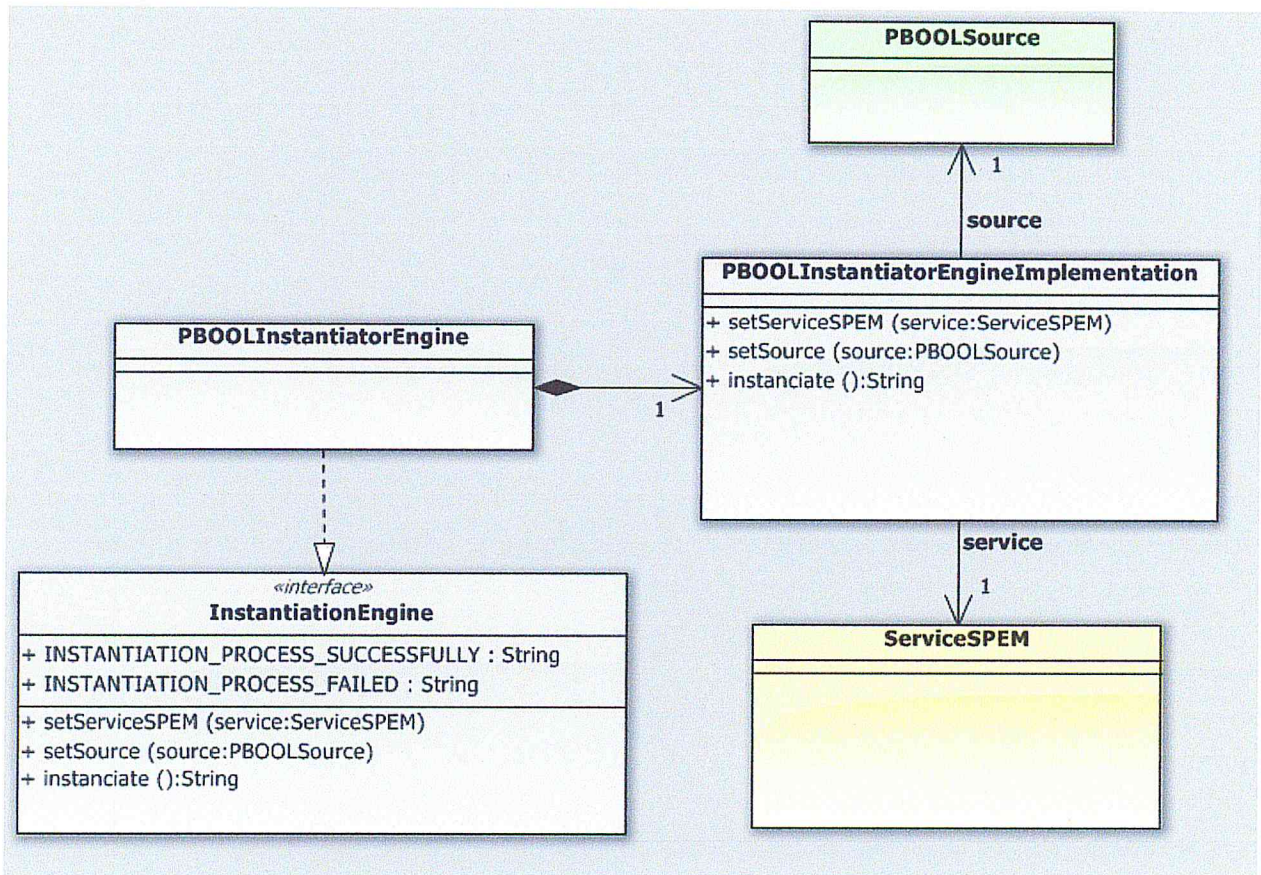 PBOOLSource
1
source
PBOOLInstantiatorEngineImplementation
+ setServiceSPEM (service:ServiceSPEM)
+ setSource (source:PBOOLSource)
+ instanciate ():String
PBOOLInstantiatorEngine
1
service
1
«interface»
InstantiationEngine
+ INSTANTIATION_PROCESS_SUCCESSFULLY : String
+ INSTANTIATION_PROCESS_FAILED : String
+ setServiceSPEM (service:ServiceSPEM)
+ setSource (source:PBOOLSource)
+ instanciate ():String
ServiceSPEM